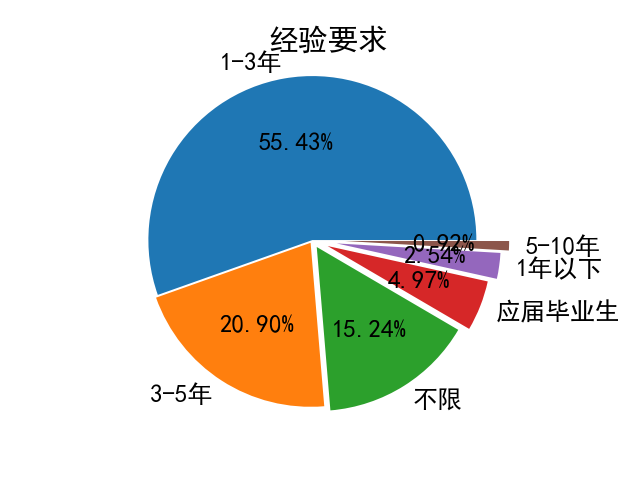 经验要求
1-3年
55.43%
0.92%
5-10年
2.54%
1年以下
4.97%
应届毕业生
20.90%
15.24%
3-5年
不限